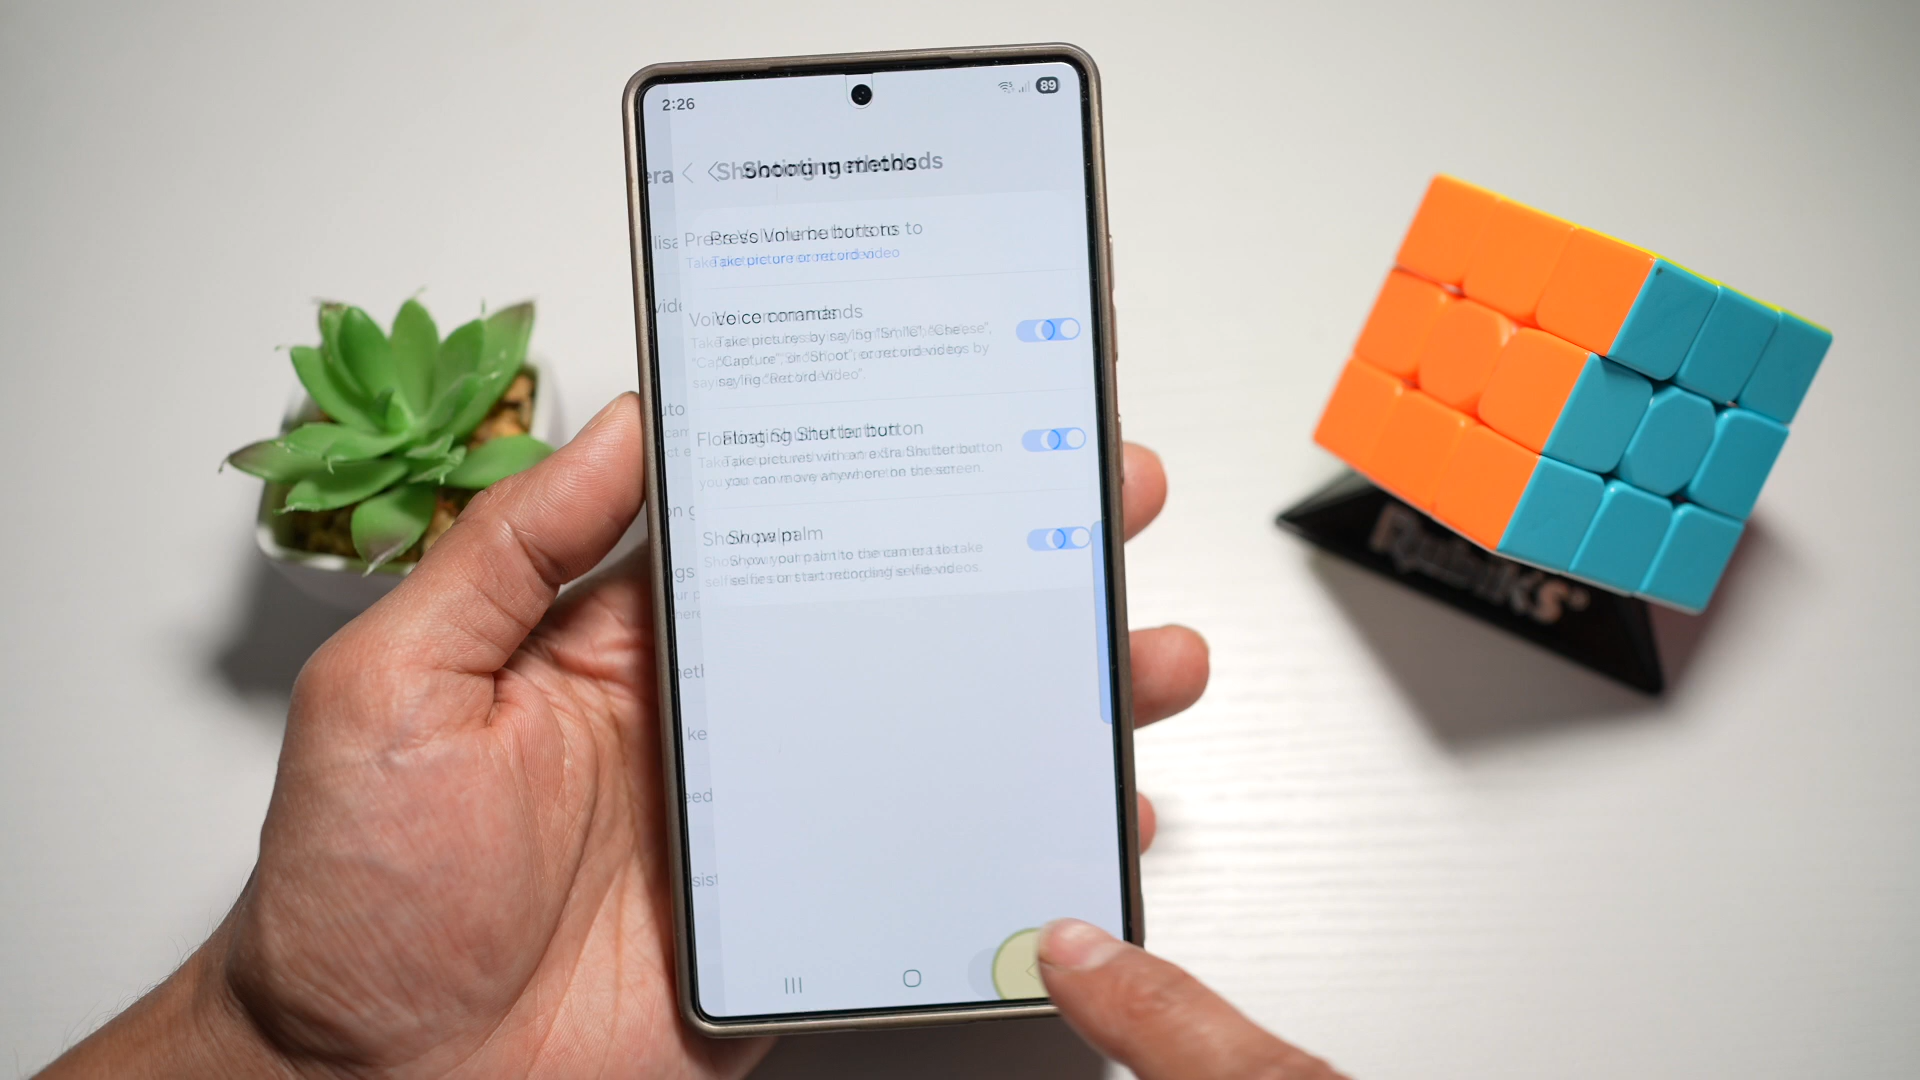 2:26
89
Shooting methods
Press Volume buttons to
Take picture or record video
Voice commands
Take pictures by saying "Smile", "Cheese",
"Capture", or "Shoot", or record videos by
saying "Record Video".
Floating Shutter button
Take pictures with an extra Shutter button
you can move anywhere on the screen.
Show palm
Show your palm to the camera to take
selfies or start recording selfie videos.
Rubik's